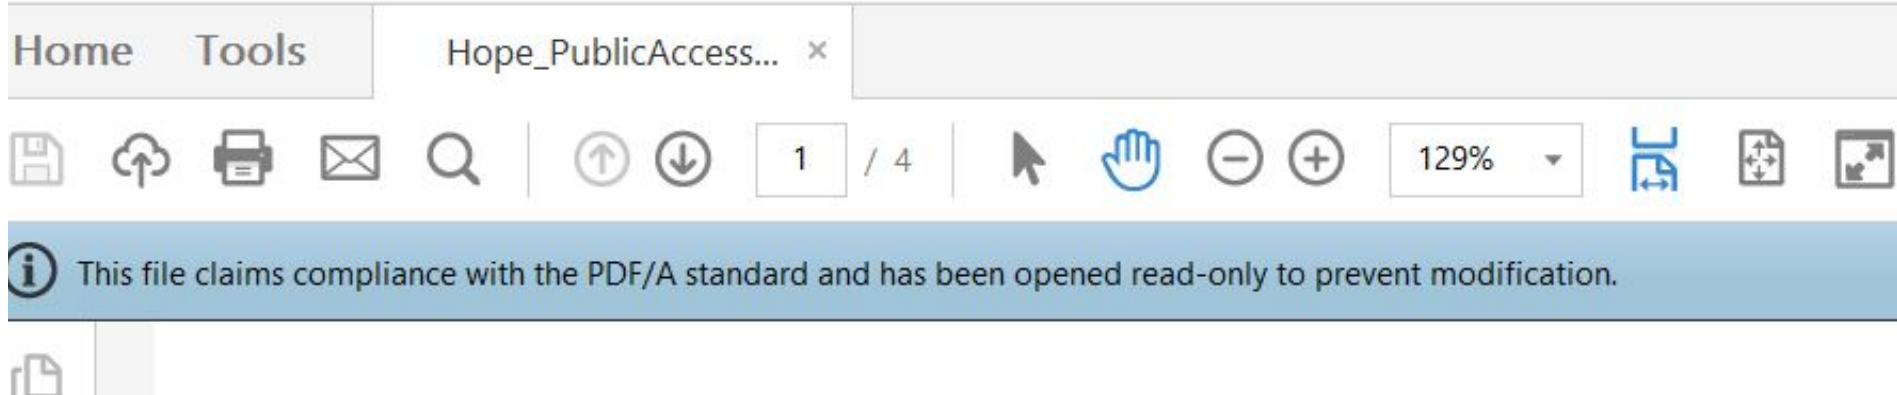 Home Tools Hope_PublicAccess... ×
1 / 4 129%
This file claims compliance with the PDF/A standard and has been opened read-only to prevent modification.